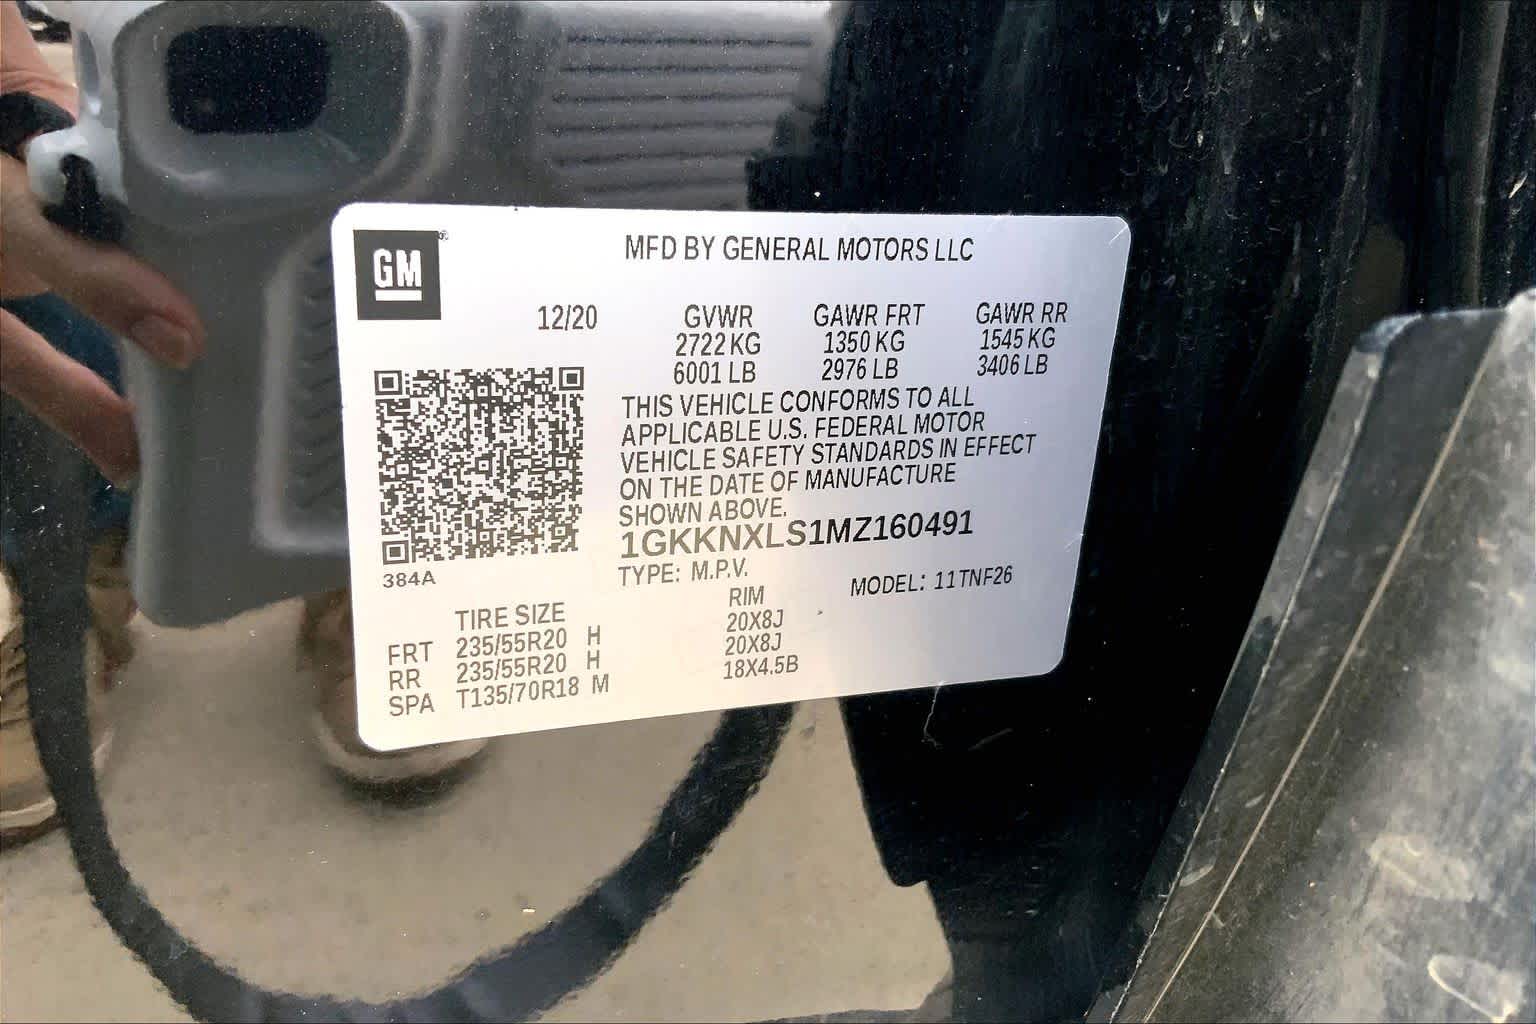 GM ®
MFD BY GENERAL MOTORS LLC
12/20 GVWR GAWR FRT GAWR RR
2722 KG 1350 KG 1545 KG
6001 LB 2976 LB 3406 LB
THIS VEHICLE CONFORMS TO ALL
APPLICABLE U.S. FEDERAL MOTOR
VEHICLE SAFETY STANDARDS IN EFFECT
ON THE DATE OF MANUFACTURE
SHOWN ABOVE.
1GKKNXLS1MZ160491
384A
TYPE: M.P.V. MODEL: 11TNF26
TIRE SIZE RIM
FRT 235/55R20 H 20X8J
RR 235/55R20 H 20X8J
SPA T135/70R18 M 18X4.5B